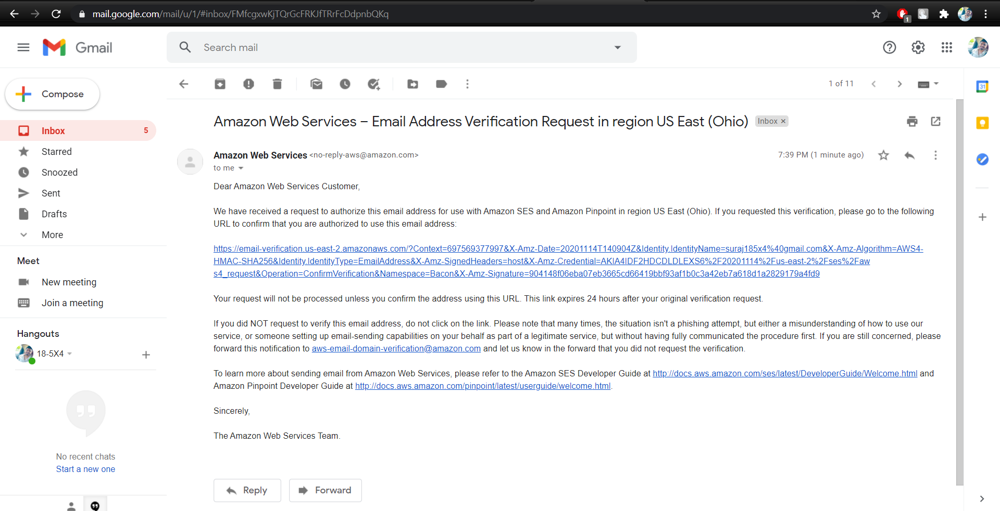 mail.google.com/mail/u/1/#inbox/FMfcgxwKjTQrGcFRKJfTRrFcDdpnbQKq
1
Gmail
Search mail
Compose
1 of 11
31
Inbox 5
Starred
Snoozed
Sent
Drafts
More
Meet
New meeting
Join a meeting
Hangouts
18-5X4
No recent chats
Start a new one
Amazon Web Services – Email Address Verification Request in region US East (Ohio) Inbox ×
Amazon Web Services <no-reply-aws@amazon.com> 7:39 PM (1 minute ago)
to me
Dear Amazon Web Services Customer,
We have received a request to authorize this email address for use with Amazon SES and Amazon Pinpoint in region US East (Ohio). If you requested this verification, please go to the following
URL to confirm that you are authorized to use this email address:
https://email-verification.us-east-2.amazonaws.com/?Context=697569377997&X-Amz-Date=20201114T140904Z&Identity.IdentityName=suraj185x4%40gmail.com&X-Amz-Algorithm=AWS4-
HMAC-SHA256&Identity.IdentityType=EmailAddress&X-Amz-SignedHeaders=host&X-Amz-Credential=AKIA4IDF2HDCDLDLEXS6%2F20201114%2Fus-east-2%2Fses%2Faw
s4_request&Operation=ConfirmVerification&Namespace=Bacon&X-Amz-Signature=904148f06eba07eb3665cd66419bbf93af1b0c3a42eb7a618d1a2829179a4fd9
Your request will not be processed unless you confirm the address using this URL. This link expires 24 hours after your original verification request.
If you did NOT request to verify this email address, do not click on the link. Please note that many times, the situation isn't a phishing attempt, but either a misunderstanding of how to use our
service, or someone setting up email-sending capabilities on your behalf as part of a legitimate service, but without having fully communicated the procedure first. If you are still concerned, please
forward this notification to aws-email-domain-verification@amazon.com and let us know in the forward that you did not request the verification.
To learn more about sending email from Amazon Web Services, please refer to the Amazon SES Developer Guide at http://docs.aws.amazon.com/ses/latest/DeveloperGuide/Welcome.html and
Amazon Pinpoint Developer Guide at http://docs.aws.amazon.com/pinpoint/latest/userguide/welcome.html.
Sincerely,
The Amazon Web Services Team.
Reply
Forward